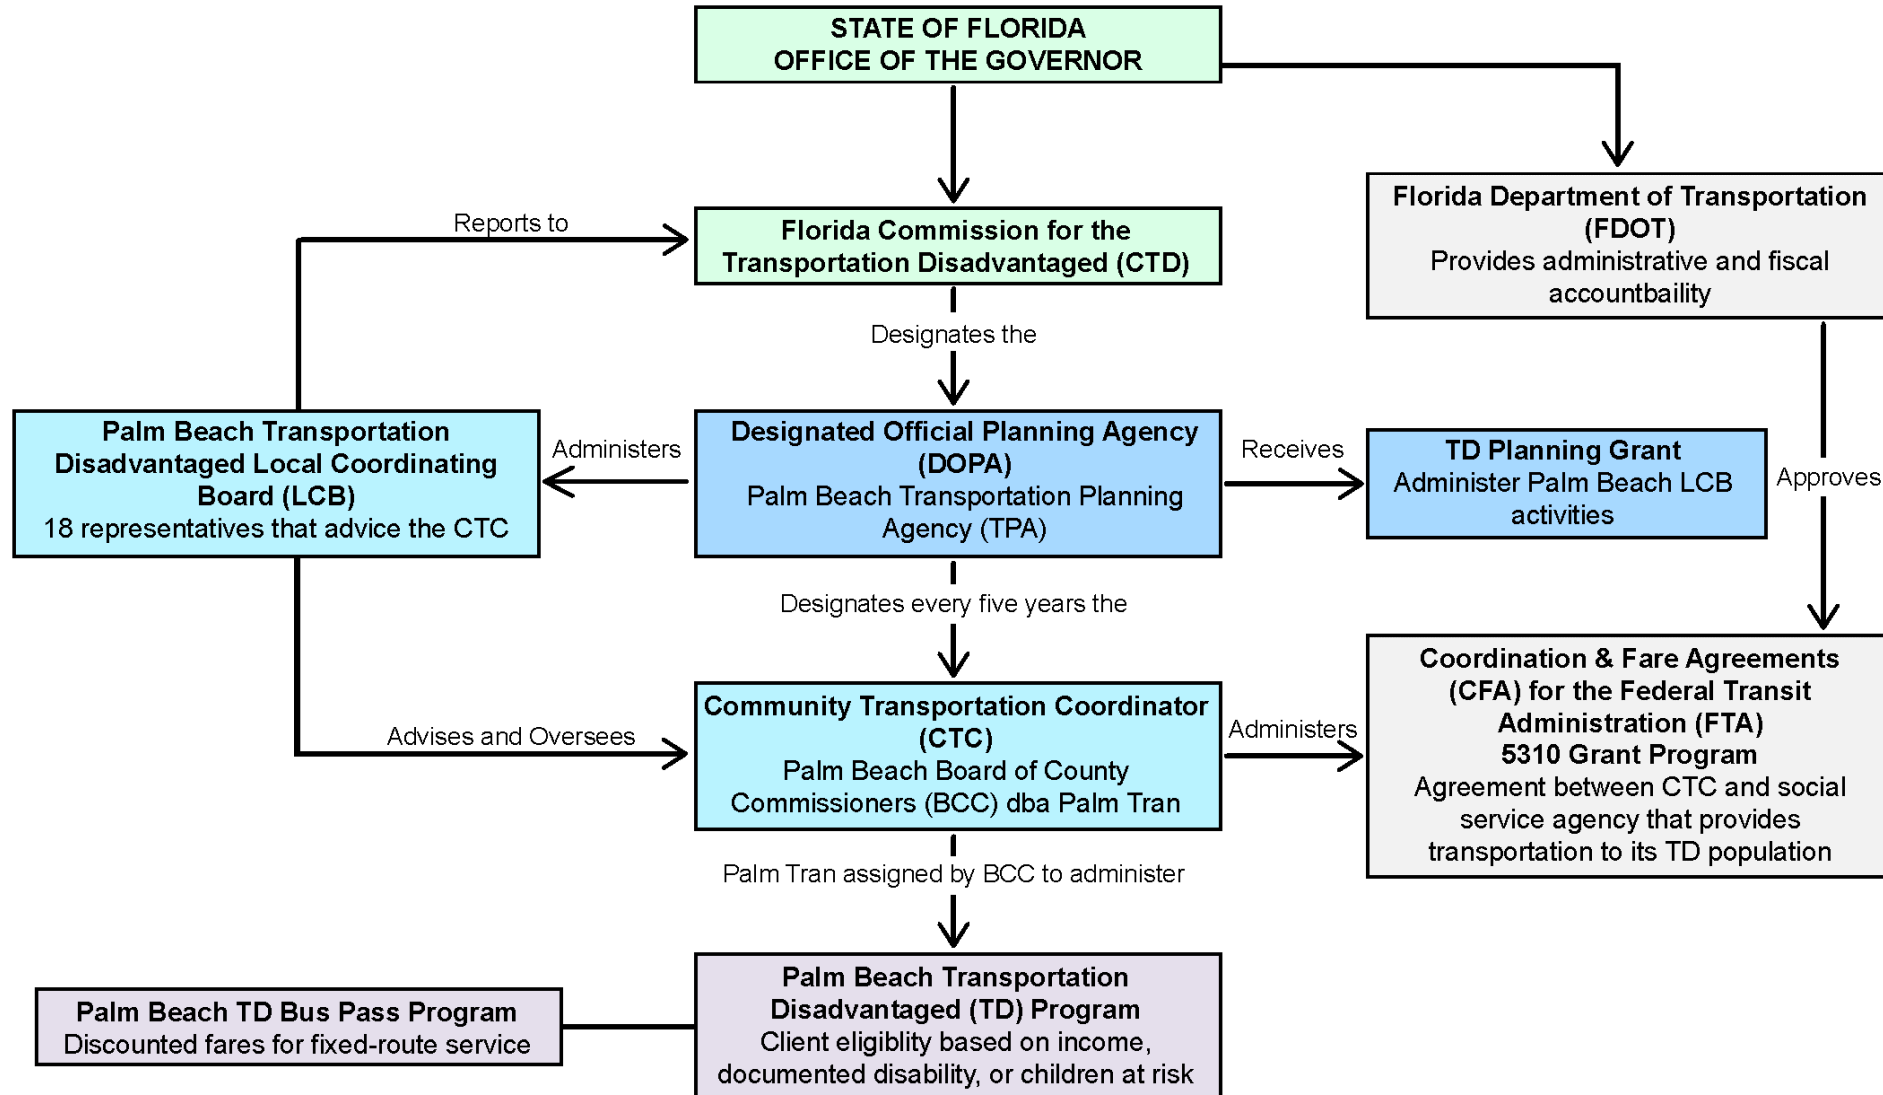 STATE OF FLORIDA
OFFICE OF THE GOVERNOR
Reports to
Florida Commission for the
Transportation Disadvantaged (CTD)
Florida Department of Transportation
(FDOT)
Provides administrative and fiscal
accountbaility
Designates the
Palm Beach Transportation
Disadvantaged Local Coordinating
Board (LCB)
18 representatives that advice the CTC
Administers
Designated Official Planning Agency
(DOPA)
Palm Beach Transportation Planning
Agency (TPA)
Receives
TD Planning Grant
Administer Palm Beach LCB
activities
Approves
Designates every five years the
Advises and Oversees
Community Transportation Coordinator
(CTC)
Palm Beach Board of County
Commissioners (BCC) dba Palm Tran
Administers
Coordination & Fare Agreements
(CFA) for the Federal Transit
Administration (FTA)
5310 Grant Program
Agreement between CTC and social
service agency that provides
transportation to its TD population
Palm Tran assigned by BCC to administer
Palm Beach TD Bus Pass Program
Discounted fares for fixed-route service
Palm Beach Transportation
Disadvantaged (TD) Program
Client eligiblity based on income,
documented disability, or children at risk